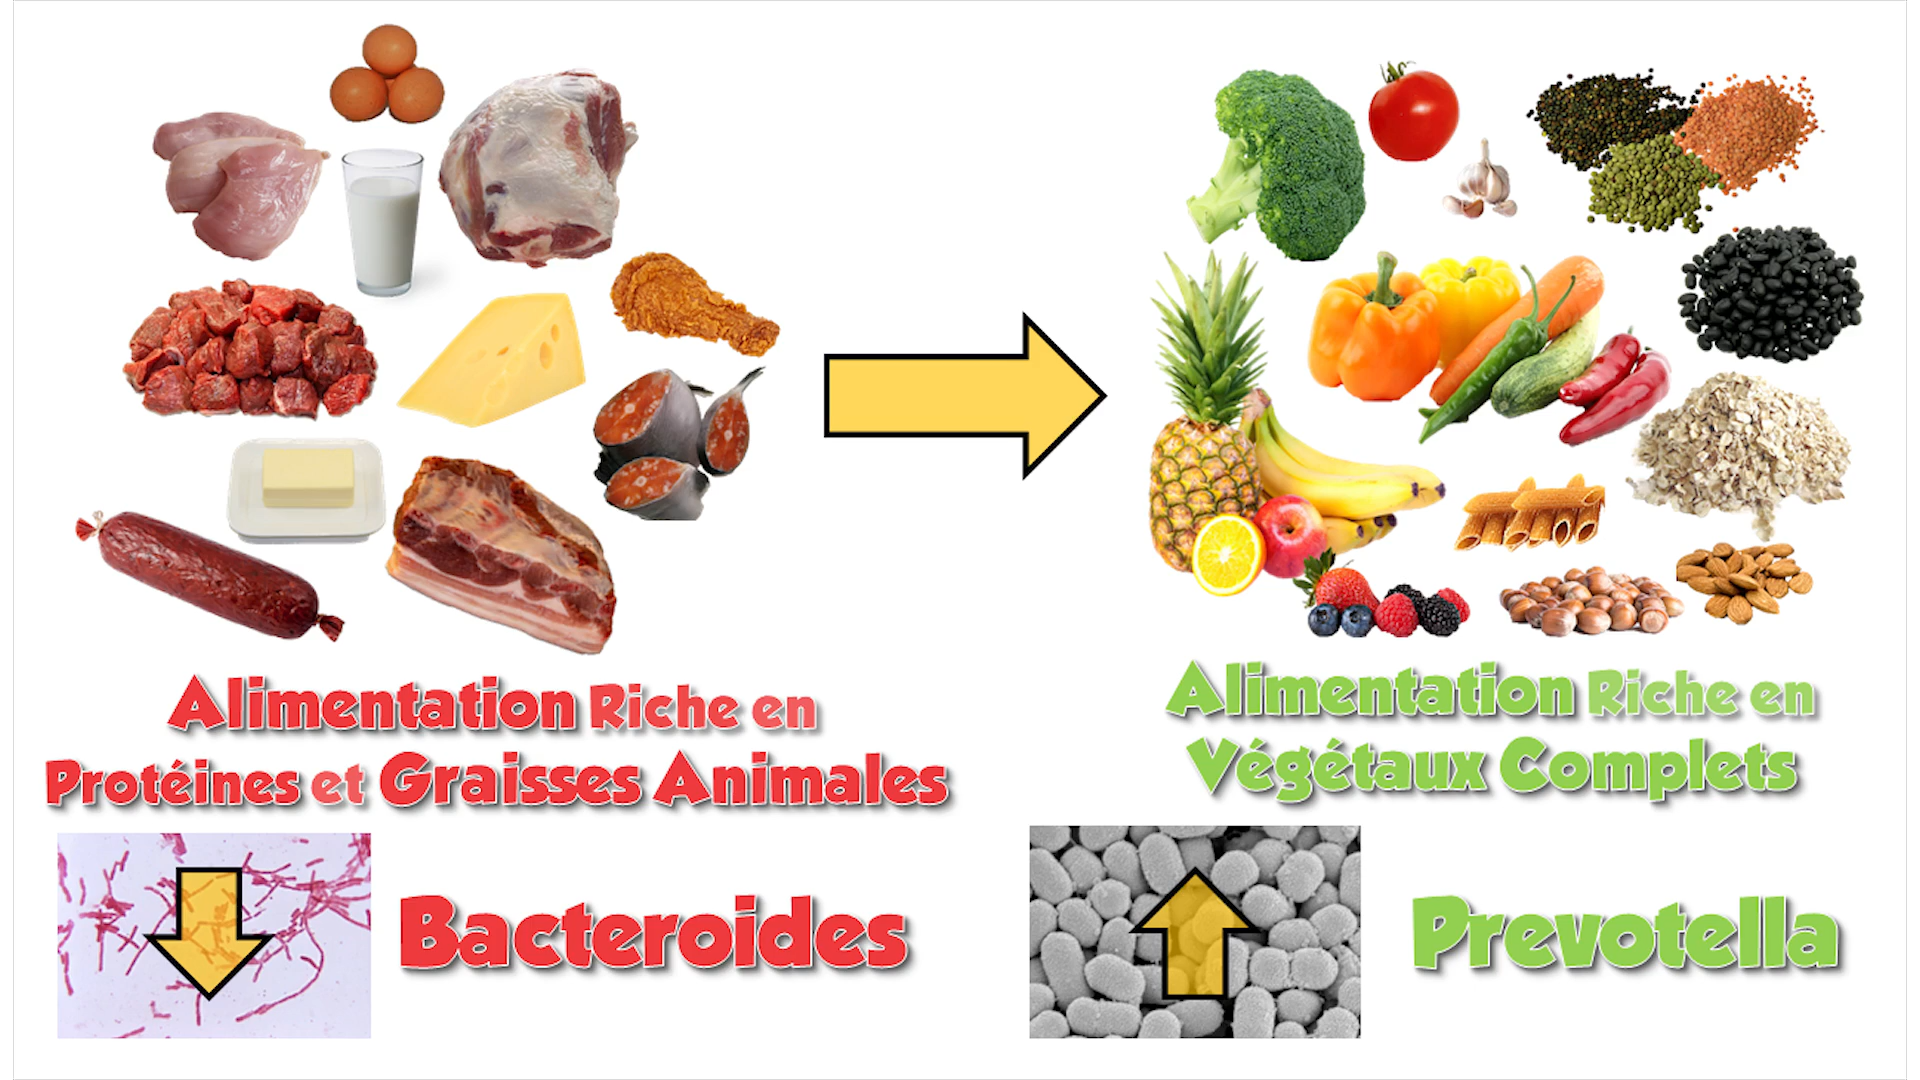 Alimentation Riche en
Protéines et Graisses Animales
Bacteroides
Alimentation Riche en
Végétaux Complets
Prevotella